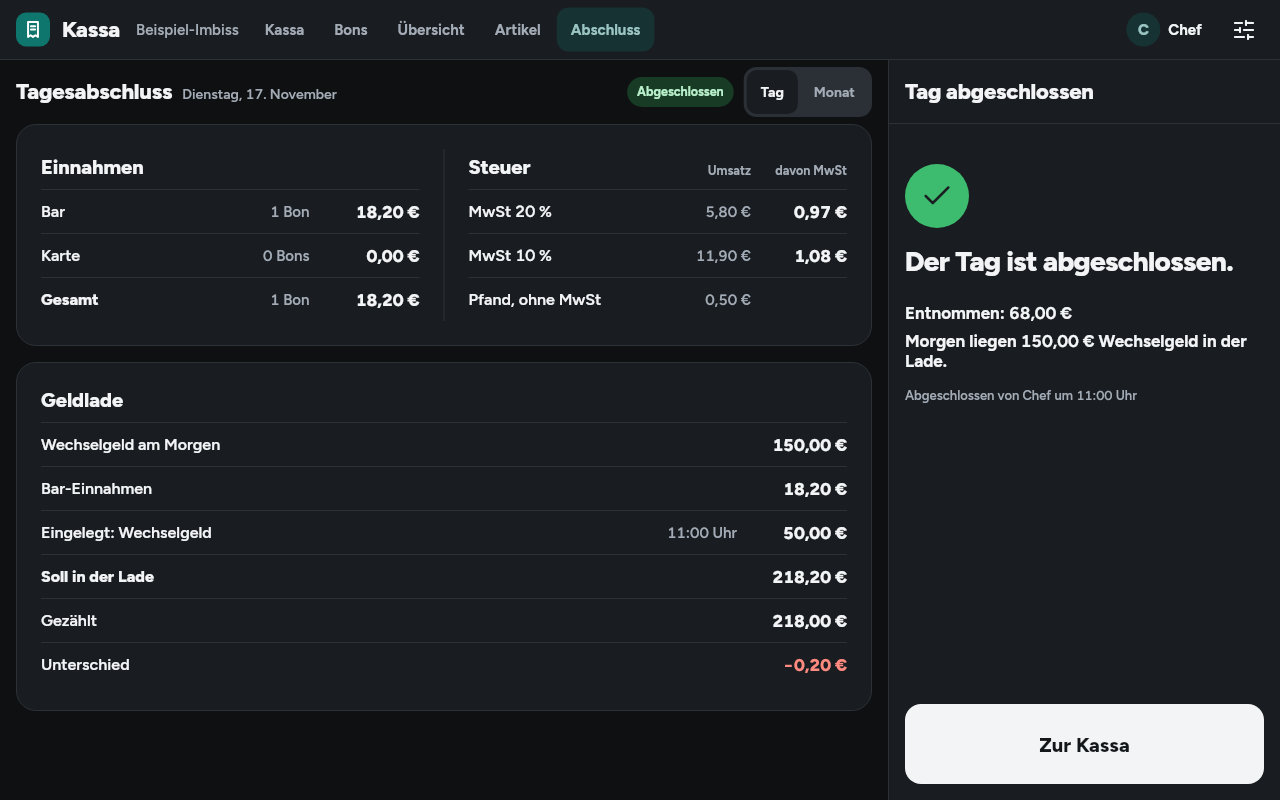 Kassa Beispiel-Imbiss Kassa Bons Übersicht Artikel Abschluss C Chef
Tagesabschluss Dienstag, 17. November Abgeschlossen Tag Monat
Einnahmen
Bar 1 Bon 18,20 €
Karte 0 Bons 0,00 €
Gesamt 1 Bon 18,20 €
Steuer Umsatz davon MwSt
MwSt 20 % 5,80 € 0,97 €
MwSt 10 % 11,90 € 1,08 €
Pfand, ohne MwSt 0,50 €
Geldlade
Wechselgeld am Morgen 150,00 €
Bar-Einnahmen 18,20 €
Eingelegt: Wechselgeld 11:00 Uhr 50,00 €
Soll in der Lade 218,20 €
Gezählt 218,00 €
Unterschied −0,20 €
Tag abgeschlossen
Der Tag ist abgeschlossen.
Entnommen: 68,00 €
Morgen liegen 150,00 € Wechselgeld in der
Lade.
Abgeschlossen von Chef um 11:00 Uhr
Zur Kassa